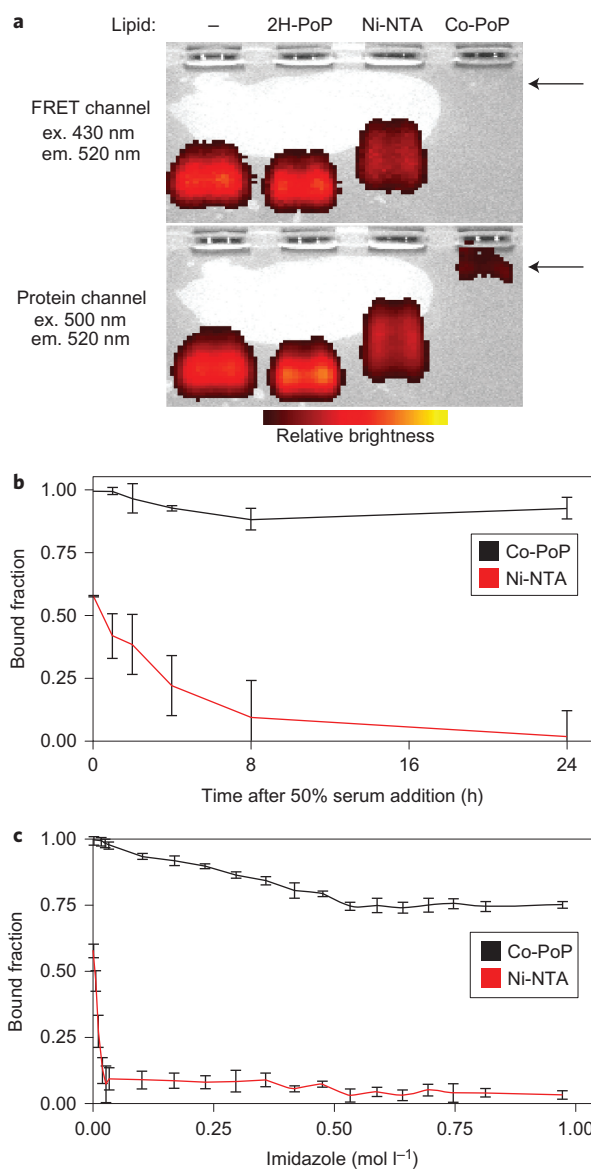 a
Lipid: – 2H-PoP Ni-NTA Co-PoP
FRET channel
ex. 430 nm
em. 520 nm
Protein channel
ex. 500 nm
em. 520 nm
Relative brightness
b
1.00
0.75
0.50
0.25
0.00
Bound fraction
Co-PoP
Ni-NTA
0 8 16 24
Time after 50% serum addition (h)
c
1.00
0.75
0.50
0.25
0.00
Bound fraction
Co-PoP
Ni-NTA
0.00 0.25 0.50 0.75 1.00
Imidazole (mol l⁻¹)